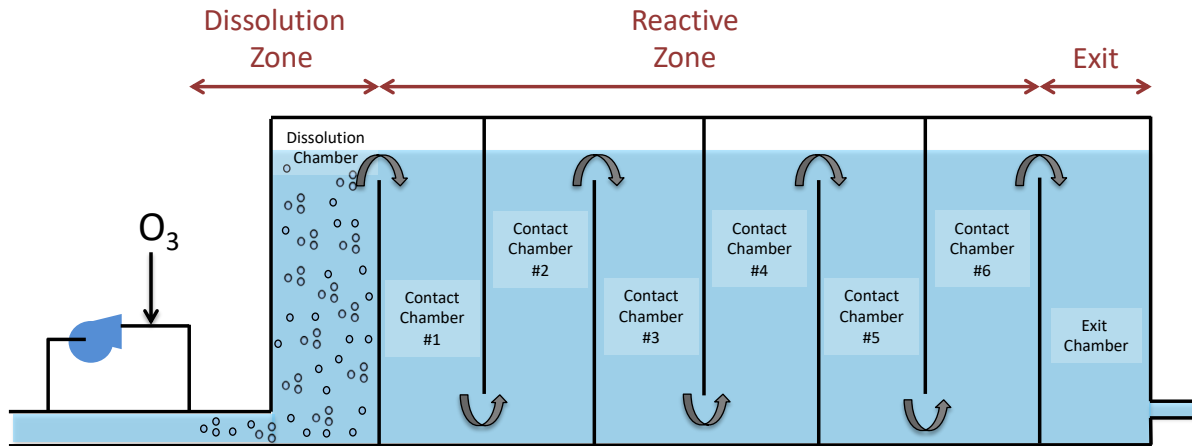 Dissolution
Zone
Reactive
Zone
Exit
Dissolution
Chamber
O₃
Contact
Chamber
#1
Contact
Chamber
#2
Contact
Chamber
#3
Contact
Chamber
#4
Contact
Chamber
#5
Contact
Chamber
#6
Exit
Chamber